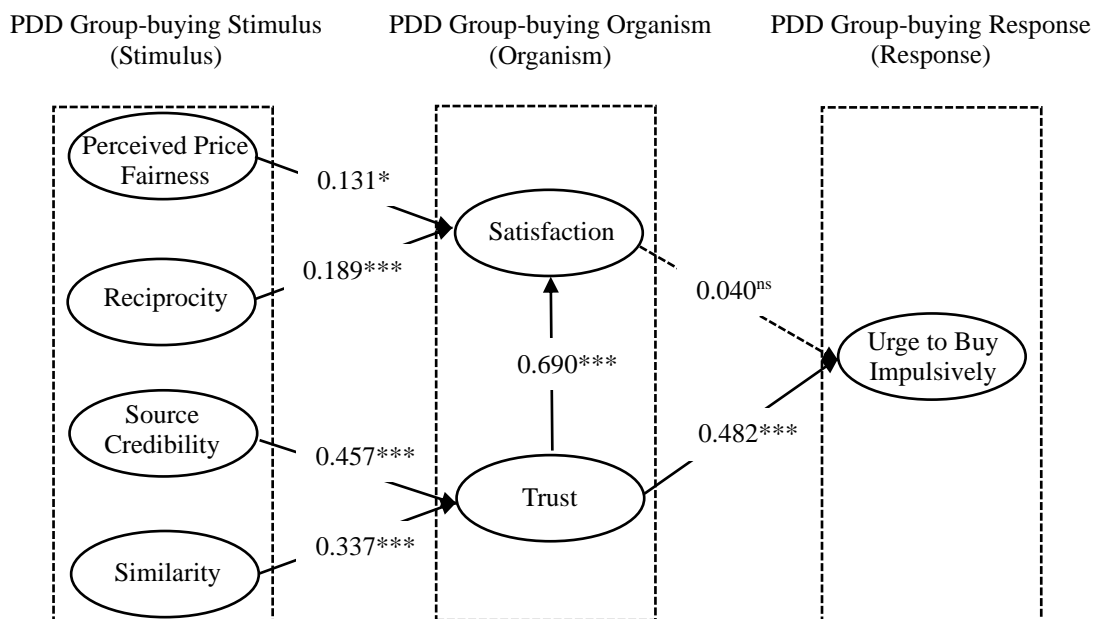 PDD Group-buying Stimulus
(Stimulus)
PDD Group-buying Organism
(Organism)
PDD Group-buying Response
(Response)
Perceived Price
Fairness
0.131*
Satisfaction
Reciprocity
0.189***
0.040ns
Urge to Buy
Impulsively
0.690***
Source
Credibility
0.457***
0.482***
Trust
0.337***
Similarity